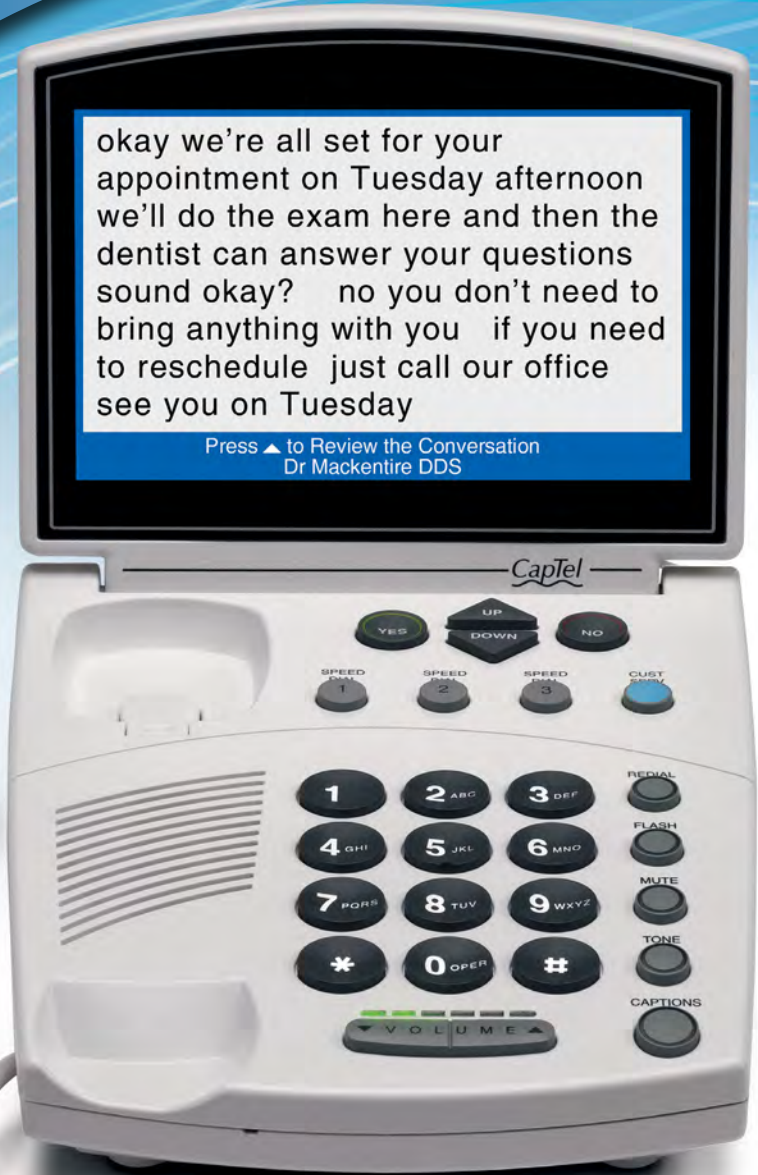 okay we're all set for your
appointment on Tuesday afternoon
we'll do the exam here and then the
dentist can answer your questions
sound okay? no you don't need to
bring anything with you if you need
to reschedule just call our office
see you on Tuesday
Press ▲ to Review the Conversation
Dr Mackentire DDS
CapTel
YES
UP
DOWN
NO
SPEED
1
SPEED
2
SPEED
3
CUST
1
2 ABC
3 DEF
REDIAL
4 GHI
5 JKL
6 MNO
FLASH
7 PQRS
8 TUV
9 WXYZ
MUTE
*
0 OPER
#
TONE
▼ VOLUME ▲
CAPTIONS